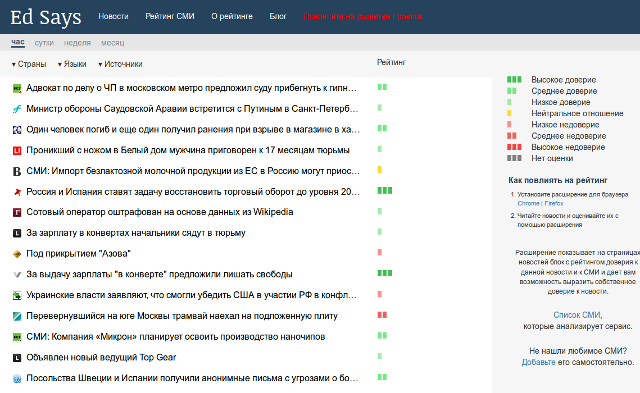 Ed Says
Новости Рейтинг СМИ О рейтинге Блог
час сутки неделя месяц
▾ Страны ▾ Языки ▾ Источники Рейтинг
Адвокат по делу о ЧП в московском метро предложил суду прибегнуть к гипн...
Министр обороны Саудовской Аравии встретится с Путиным в Санкт-Петерб...
Один человек погиб и еще один получил ранения при взрыве в магазине в ха...
Проникший с ножом в Белый дом мужчина приговорен к 17 месяцам тюрьмы
СМИ: Импорт безлактозной молочной продукции из ЕС в Россию могут приос...
Россия и Испания ставят задачу восстановить торговый оборот до уровня 20...
Сотовый оператор оштрафован на основе данных из Wikipedia
За зарплату в конвертах начальники сядут в тюрьму
Под прикрытием "Азова"
За выдачу зарплаты "в конверте" предложили лишать свободы
Украинские власти заявляют, что смогли убедить США в участии РФ в конфл...
Перевернувшийся на юге Москвы трамвай наехал на подложенную плиту
СМИ: Компания «Микрон» планирует освоить производство наночипов
Объявлен новый ведущий Top Gear
Посольства Швеции и Испании получили анонимные письма с угрозами о бо...
Высокое доверие
Среднее доверие
Низкое доверие
Нейтральное отношение
Низкое недоверие
Среднее недоверие
Высокое недоверие
Нет оценки
Как повлиять на рейтинг
1. Установите расширение для браузера
Chrome | Firefox
2. Читайте новости и оценивайте их с
помощью расширения
Расширение показывает на страницах
новостей блок с рейтингом доверия к
данной новости и к СМИ и дает вам
возможность выразить собственное
доверие к новости.
Список СМИ,
которые анализирует сервис.
Не нашли любимое СМИ?
Добавьте его самостоятельно.